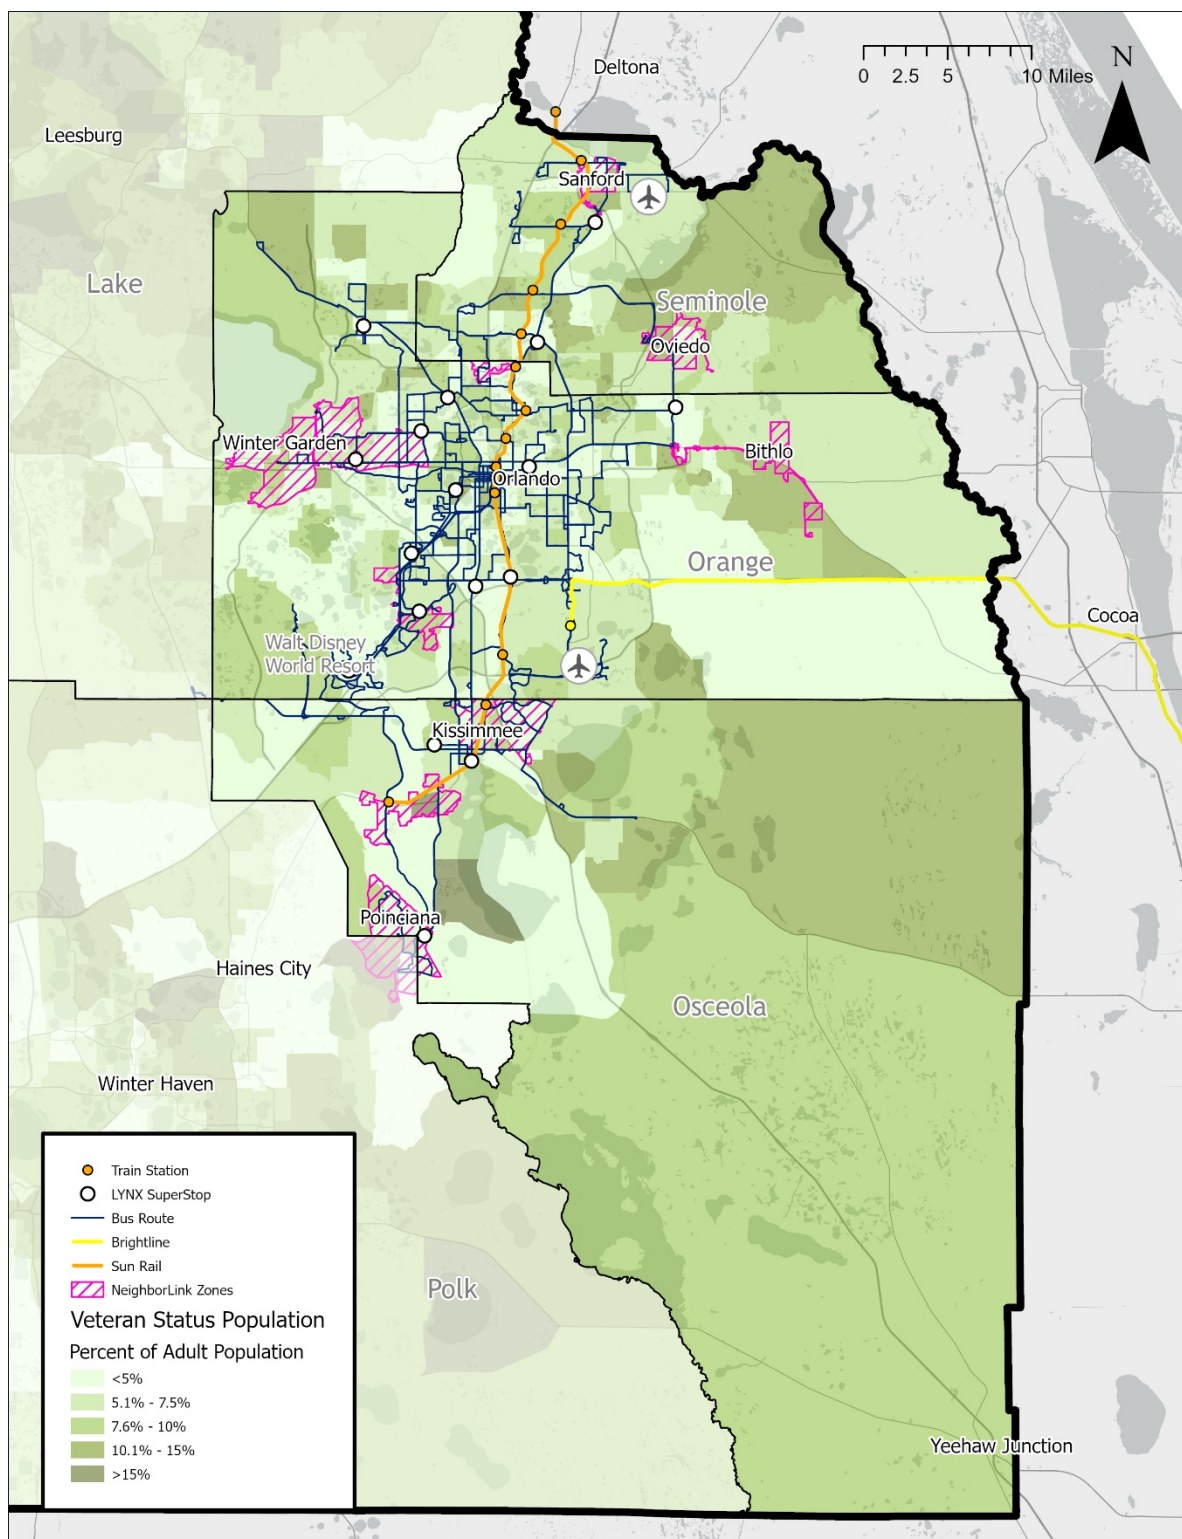 Deltona
0 2.5 5 10 Miles
N
Leesburg
Sanford
Lake
Seminole
Oviedo
Winter Garden
Bithlo
Orlando
Orange
Cocoa
Walt Disney
World Resort
Kissimmee
Poinciana
Haines City
Osceola
Winter Haven
Polk
Yeehaw Junction
Train Station
LYNX SuperStop
Bus Route
Brightline
Sun Rail
NeighborLink Zones
Veteran Status Population
Percent of Adult Population
<5%
5.1% - 7.5%
7.6% - 10%
10.1% - 15%
>15%